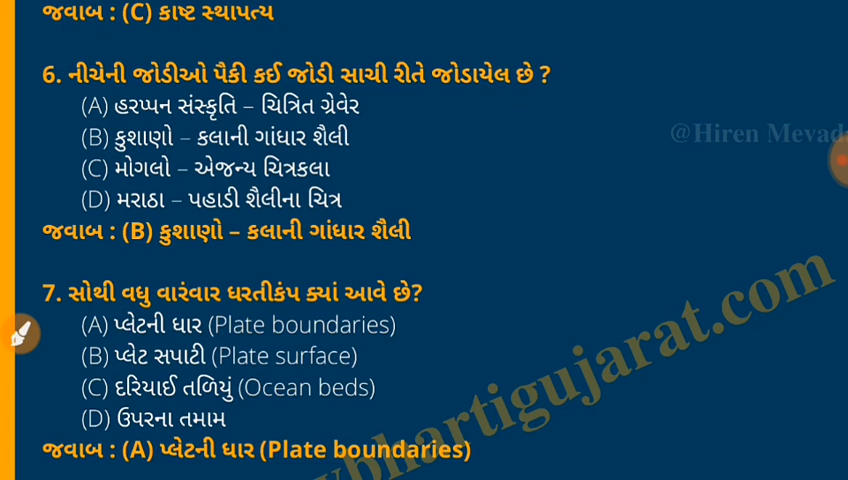 જવાબ : (C) કાષ્ટ સ્થાપત્ય
6. નીચેની જોડીઓ પૈકી કઈ જોડી સાચી રીતે જોડાયેલ છે ?
(A) હરપ્પન સંસ્કૃતિ – ચિત્રિત ગ્રેવેર
(B) કુશાણો – કલાની ગાંધાર શૈલી
@Hiren Mevad
(C) મોગલો – એજન્ય ચિત્રકલા
(D) મરાઠા – પહાડી શૈલીના ચિત્ર
જવાબ : (B) કુશાણો – કલાની ગાંધાર શૈલી
7. સોથી વધુ વારંવાર ધરતીકંપ ક્યાં આવે છે?
(A) પ્લેટની ધાર (Plate boundaries)
(B) પ્લેટ સપાટી (Plate surface)
(C) દરિયાઈ તળિયું (Ocean beds)
(D) ઉપરના તમામ
જવાબ : (A) પ્લેટની ધાર (Plate boundaries)
vbhartigujarat.com